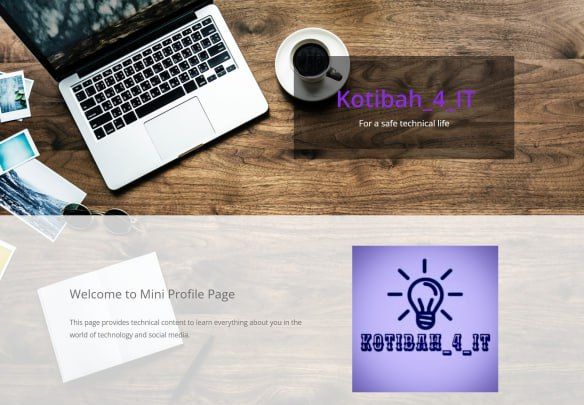 Kotibah_4_IT
For a safe technical life
Welcome to Mini Profile Page
This page provides technical content to learn everything about you in the
world of technology and social media.
KOTIBAH_4_IT